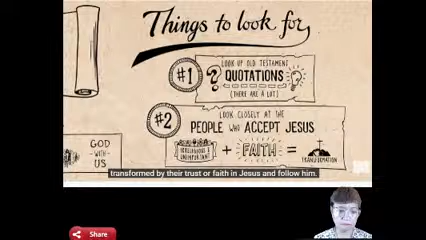 Things to look for
#1
LOOK UP OLD TESTAMENT
QUOTATIONS
(THERE ARE A LOT)
#2
LOOK CLOSELY AT THE
PEOPLE WHO ACCEPT JESUS
GOD
-WITH-
US
IRRELIGIOUS &
UNIMPORTANT
+ FAITH =
TRANSFORMATION
transformed by their trust or faith in Jesus and follow him.
Share